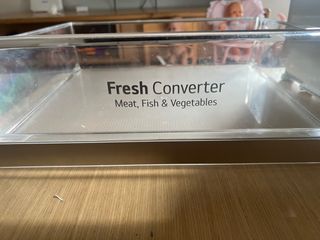 Fresh Converter
Meat, Fish & Vegetables